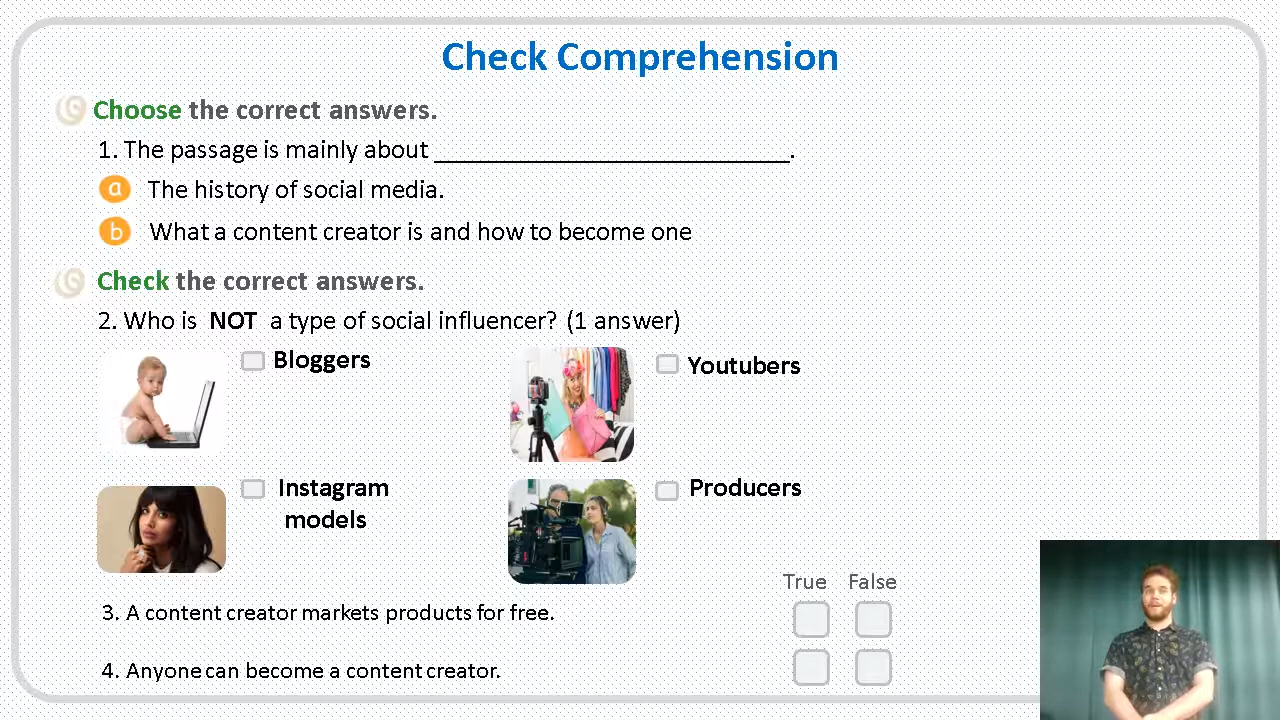 Check Comprehension
Choose the correct answers.
1. The passage is mainly about ____________________________.
a The history of social media.
b What a content creator is and how to become one
Check the correct answers.
2. Who is NOT a type of social influencer? (1 answer)
Bloggers
Youtubers
Instagram
models
Producers
True False
3. A content creator markets products for free.
4. Anyone can become a content creator.